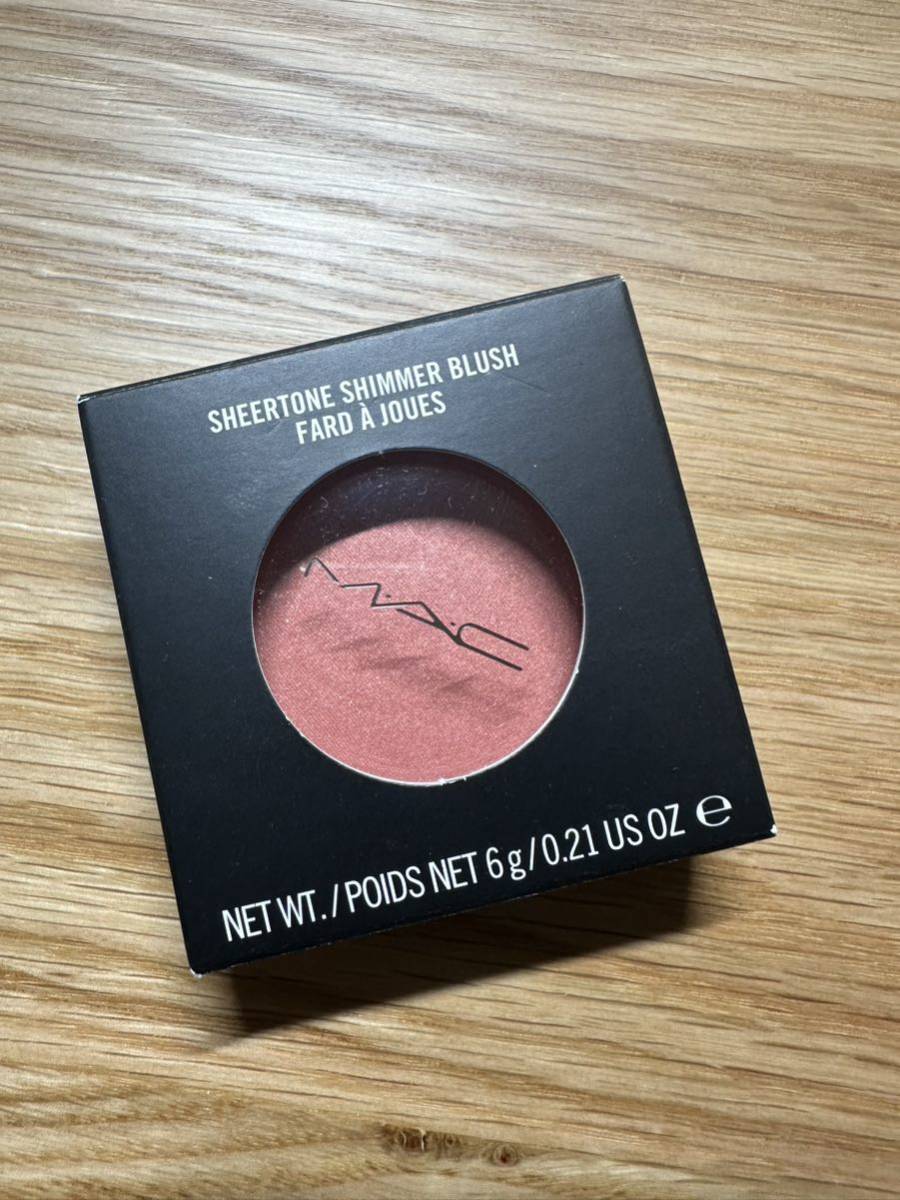 SHEERTONE SHIMMER BLUSH
FARD À JOUES
M·A·C
NET WT./POIDS NET 6 g/0.21 US OZ ℮